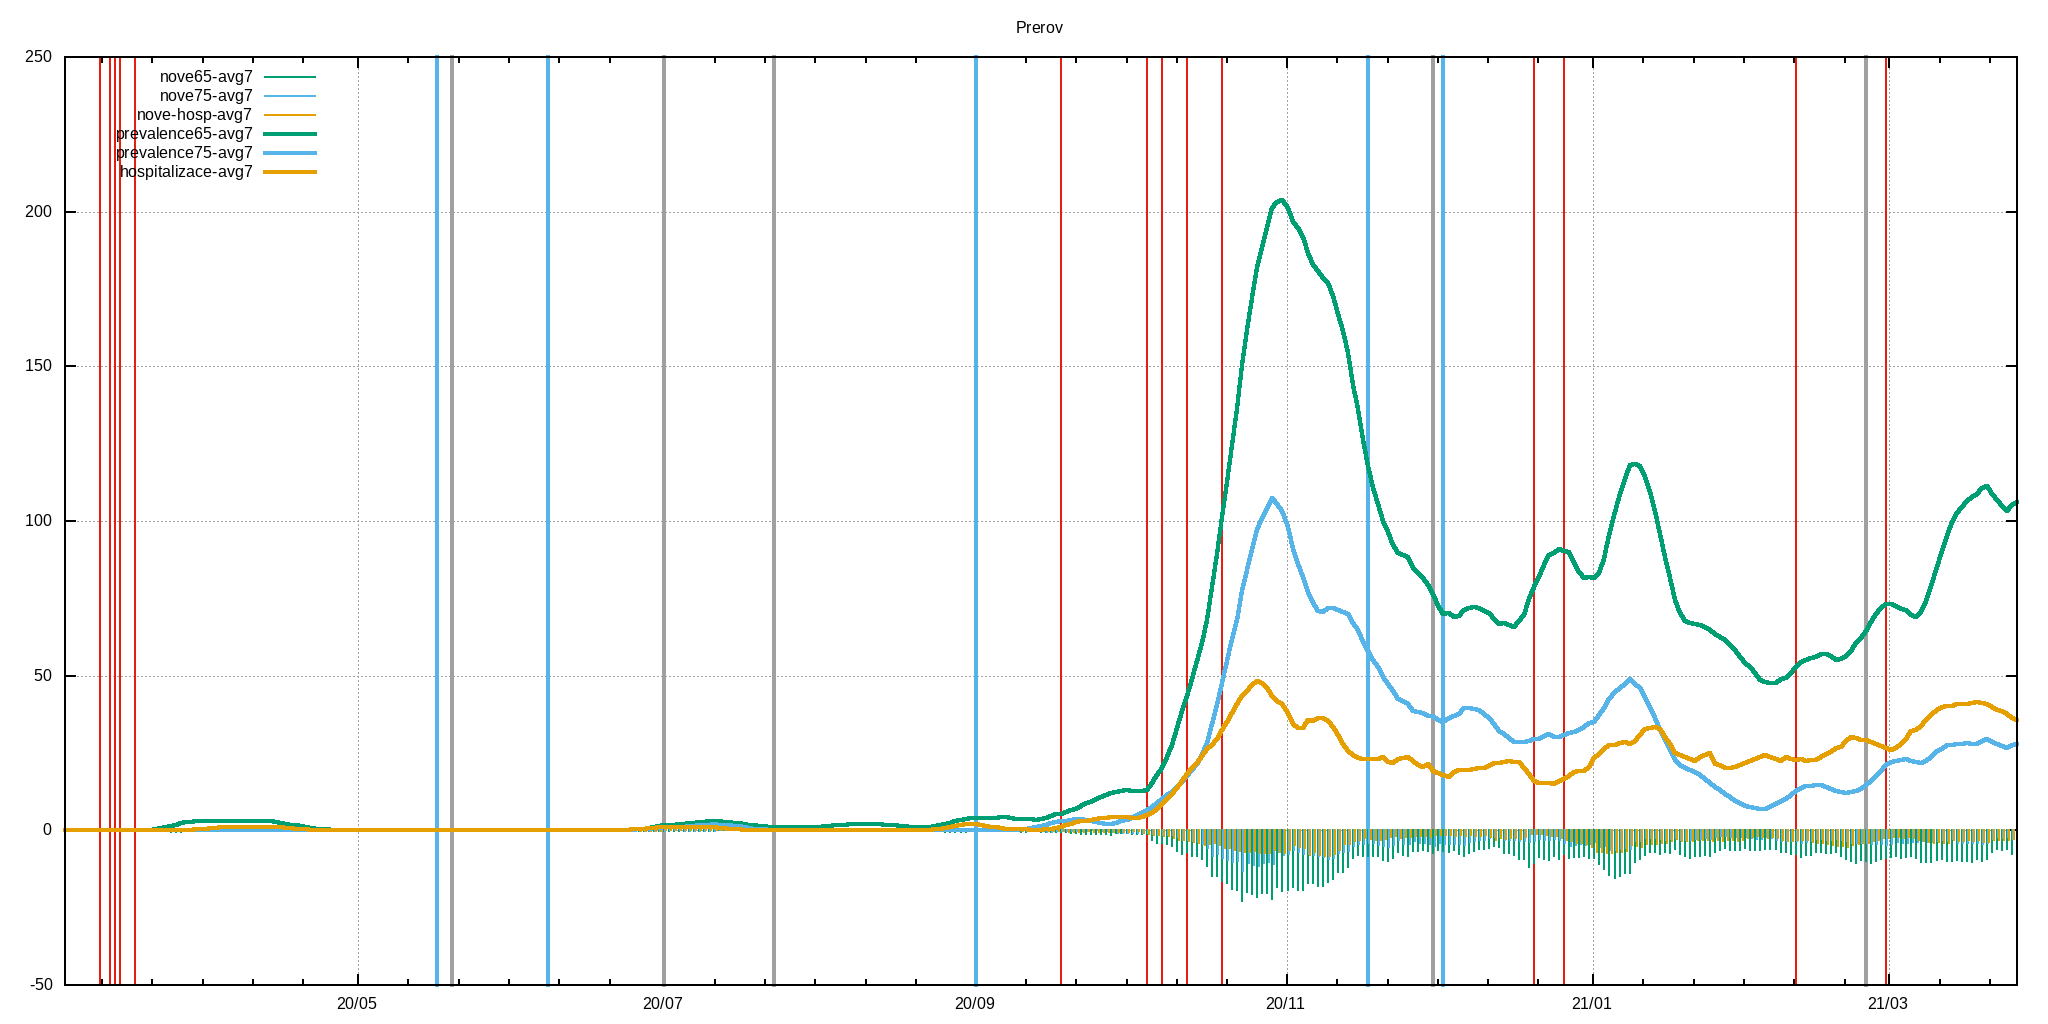 Prerov
250
200
150
100
50
0
-50
nove65-avg7
nove75-avg7
nove-hosp-avg7
prevalence65-avg7
prevalence75-avg7
hospitalizace-avg7
20/05 20/07 20/09 20/11 21/01 21/03